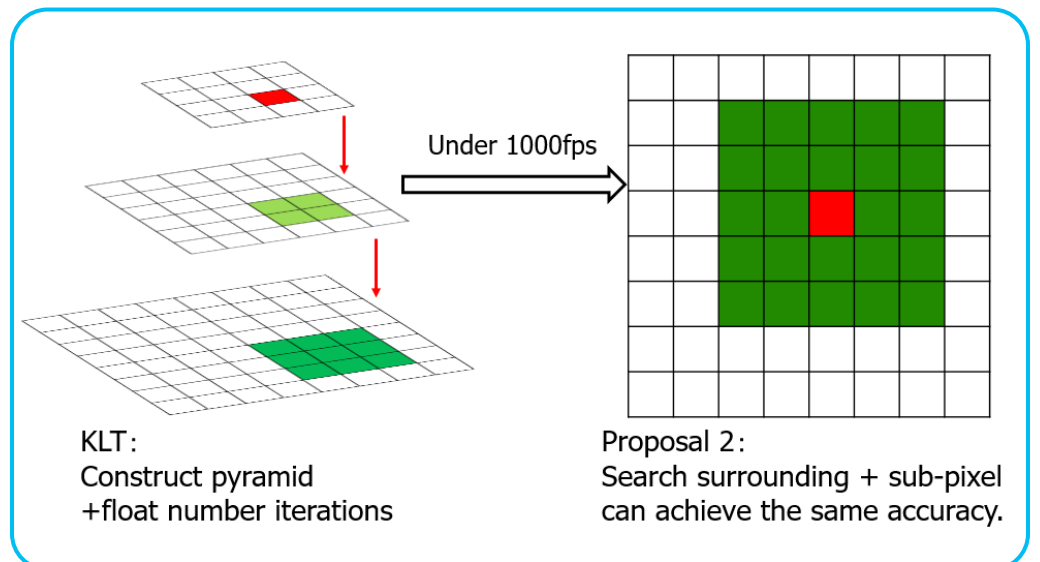 Under 1000fps
KLT:
Construct pyramid
+float number iterations
Proposal 2:
Search surrounding + sub-pixel
can achieve the same accuracy.